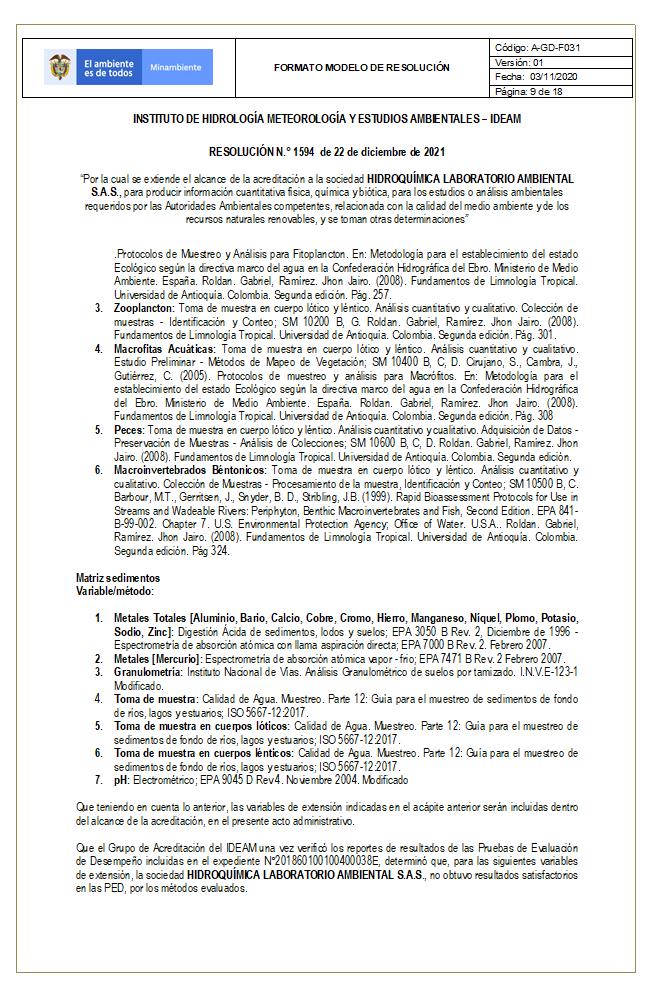 El ambiente
es de todos
Minambiente
FORMATO MODELO DE RESOLUCIÓN
Código: A-GD-F031
Versión: 01
Fecha: 03/11/2020
Página: 9 de 18
INSTITUTO DE HIDROLOGÍA METEOROLOGÍA Y ESTUDIOS AMBIENTALES – IDEAM
RESOLUCIÓN N.° 1594 de 22 de diciembre de 2021
“Por la cual se extiende el alcance de la acreditación a la sociedad HIDROQUÍMICA LABORATORIO AMBIENTAL
S.A.S., para producir información cuantitativa física, química y biótica, para los estudios o análisis ambientales
requeridos por las Autoridades Ambientales competentes, relacionada con la calidad del medio ambiente y de los
recursos naturales renovables, y se toman otras determinaciones”
.Protocolos de Muestreo y Análisis para Fitoplancton. En: Metodología para el establecimiento del estado
Ecológico según la directiva marco del agua en la Confederación Hidrográfica del Ebro. Ministerio de Medio
Ambiente. España. Roldan. Gabriel, Ramírez. Jhon Jairo. (2008). Fundamentos de Limnología Tropical.
Universidad de Antioquía. Colombia. Segunda edición. Pág. 257.
3. Zooplancton: Toma de muestra en cuerpo lótico y léntico. Análisis cuantitativo y cualitativo. Colección de
muestras - Identificación y Conteo; SM 10200 B, G. Roldan. Gabriel, Ramírez. Jhon Jairo. (2008).
Fundamentos de Limnología Tropical. Universidad de Antioquía. Colombia. Segunda edición. Pág. 301.
4. Macrofitas Acuáticas: Toma de muestra en cuerpo lótico y léntico. Análisis cuantitativo y cualitativo.
Estudio Preliminar - Métodos de Mapeo de Vegetación; SM 10400 B, C, D. Cirujano, S., Cambra, J.,
Gutiérrez, C. (2005). Protocolos de muestreo y análisis para Macrófitos. En: Metodología para el
establecimiento del estado Ecológico según la directiva marco del agua en la Confederación Hidrográfica
del Ebro. Ministerio de Medio Ambiente. España. Roldan. Gabriel, Ramírez. Jhon Jairo. (2008).
Fundamentos de Limnología Tropical. Universidad de Antioquía. Colombia. Segunda edición. Pág. 308
5. Peces: Toma de muestra en cuerpo lótico y léntico. Análisis cuantitativo y cualitativo. Adquisición de Datos -
Preservación de Muestras - Análisis de Colecciones; SM 10600 B, C, D. Roldan. Gabriel, Ramírez. Jhon
Jairo. (2008). Fundamentos de Limnología Tropical. Universidad de Antioquía. Colombia. Segunda edición.
6. Macroinvertebrados Béntonicos: Toma de muestra en cuerpo lótico y léntico. Análisis cuantitativo y
cualitativo. Colección de Muestras - Procesamiento de la muestra, Identificación y Conteo; SM 10500 B, C.
Barbour, M.T., Gerritsen, J., Snyder, B. D., Stribling, J.B. (1999). Rapid Bioassessment Protocols for Use in
Streams and Wadeable Rivers: Periphyton, Benthic Macroinvertebrates and Fish, Second Edition. EPA 841-
B-99-002. Chapter 7. U.S. Environmental Protection Agency; Office of Water. U.S.A.. Roldan. Gabriel,
Ramírez. Jhon Jairo. (2008). Fundamentos de Limnología Tropical. Universidad de Antioquía. Colombia.
Segunda edición. Pág 324.
Matriz sedimentos
Variable/método:
1. Metales Totales [Aluminio, Bario, Calcio, Cobre, Cromo, Hierro, Manganeso, Níquel, Plomo, Potasio,
Sodio, Zinc]: Digestión Ácida de sedimentos, lodos y suelos; EPA 3050 B Rev. 2, Diciembre de 1996 -
Espectrometría de absorción atómica con llama aspiración directa; EPA 7000 B Rev. 2. Febrero 2007.
2. Metales [Mercurio]: Espectrometría de absorción atómica vapor - frio; EPA 7471 B Rev. 2 Febrero 2007.
3. Granulometría: Instituto Nacional de Vías. Análisis Granulométrico de suelos por tamizado. I.N.V.E-123-1
Modificado.
4. Toma de muestra: Calidad de Agua. Muestreo. Parte 12: Guía para el muestreo de sedimentos de fondo
de ríos, lagos y estuarios; ISO 5667-12:2017.
5. Toma de muestra en cuerpos lóticos: Calidad de Agua. Muestreo. Parte 12: Guía para el muestreo de
sedimentos de fondo de ríos, lagos y estuarios; ISO 5667-12:2017.
6. Toma de muestra en cuerpos lénticos: Calidad de Agua. Muestreo. Parte 12: Guía para el muestreo de
sedimentos de fondo de ríos, lagos y estuarios; ISO 5667-12:2017.
7. pH: Electrométrico; EPA 9045 D Rev4. Noviembre 2004. Modificado
Que teniendo en cuenta lo anterior, las variables de extensión indicadas en el acápite anterior serán incluidas dentro
del alcance de la acreditación, en el presente acto administrativo.
Que el Grupo de Acreditación del IDEAM una vez verificó los reportes de resultados de las Pruebas de Evaluación
de Desempeño incluidas en el expediente N°201860100100400038E, determinó que, para las siguientes variables
de extensión, la sociedad HIDROQUÍMICA LABORATORIO AMBIENTAL S.A.S., no obtuvo resultados satisfactorios
en las PED, por los métodos evaluados.